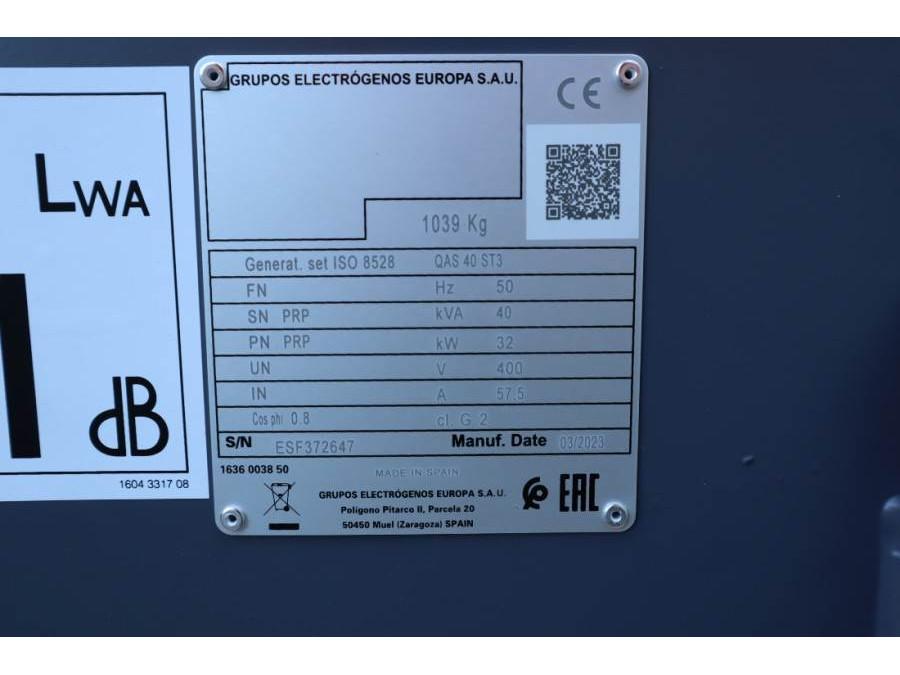 LWA
dB
1604 3317 08
GRUPOS ELECTRÓGENOS EUROPA S.A.U.
CE
1039 Kg
Generat. set ISO 8528 QAS 40 ST3
FN Hz 50
SN PRP kVA 40
PN PRP kW 32
UN V 400
IN A 57,5
Cos phi 0.8 cl. G 2
S/N ESF372647 Manuf. Date 03/2023
1636 0038 50
MADE IN SPAIN
GRUPOS ELECTRÓGENOS EUROPA S.A.U.
Polígono Pitarco II, Parcela 20
50450 Muel (Zaragoza) SPAIN
EAC